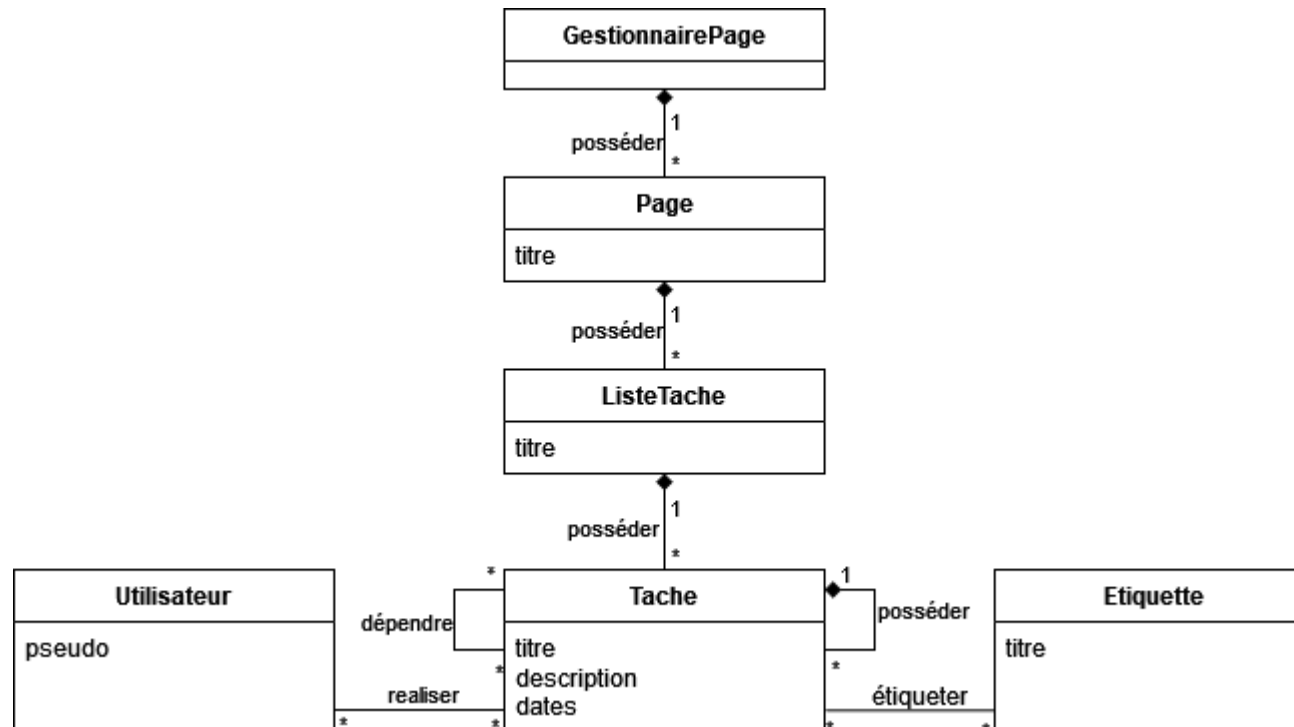 GestionnairePage
1
posséder
*
Page
titre
1
posséder
*
ListeTache
titre
1
posséder
*
Utilisateur
pseudo
*
dépendre
*
realiser
*
*
Tache
titre
description
dates
1
posséder
*
étiqueter
*
*
Etiquette
titre